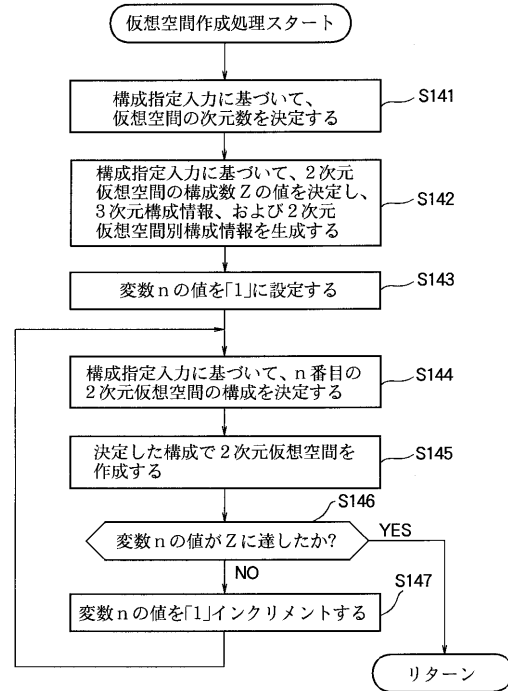 仮想空間作成処理スタート
構成指定入力に基づいて、
仮想空間の次元数を決定する
S141
構成指定入力に基づいて、2次元
仮想空間の構成数Zの値を決定し、
3次元構成情報、および2次元
仮想空間別構成情報を生成する
S142
変数nの値を「1」に設定する
S143
構成指定入力に基づいて、n番目の
2次元仮想空間の構成を決定する
S144
決定した構成で2次元仮想空間を
作成する
S145
S146
変数nの値がZに達したか?
YES
NO
S147
変数nの値を「1」インクリメントする
リターン